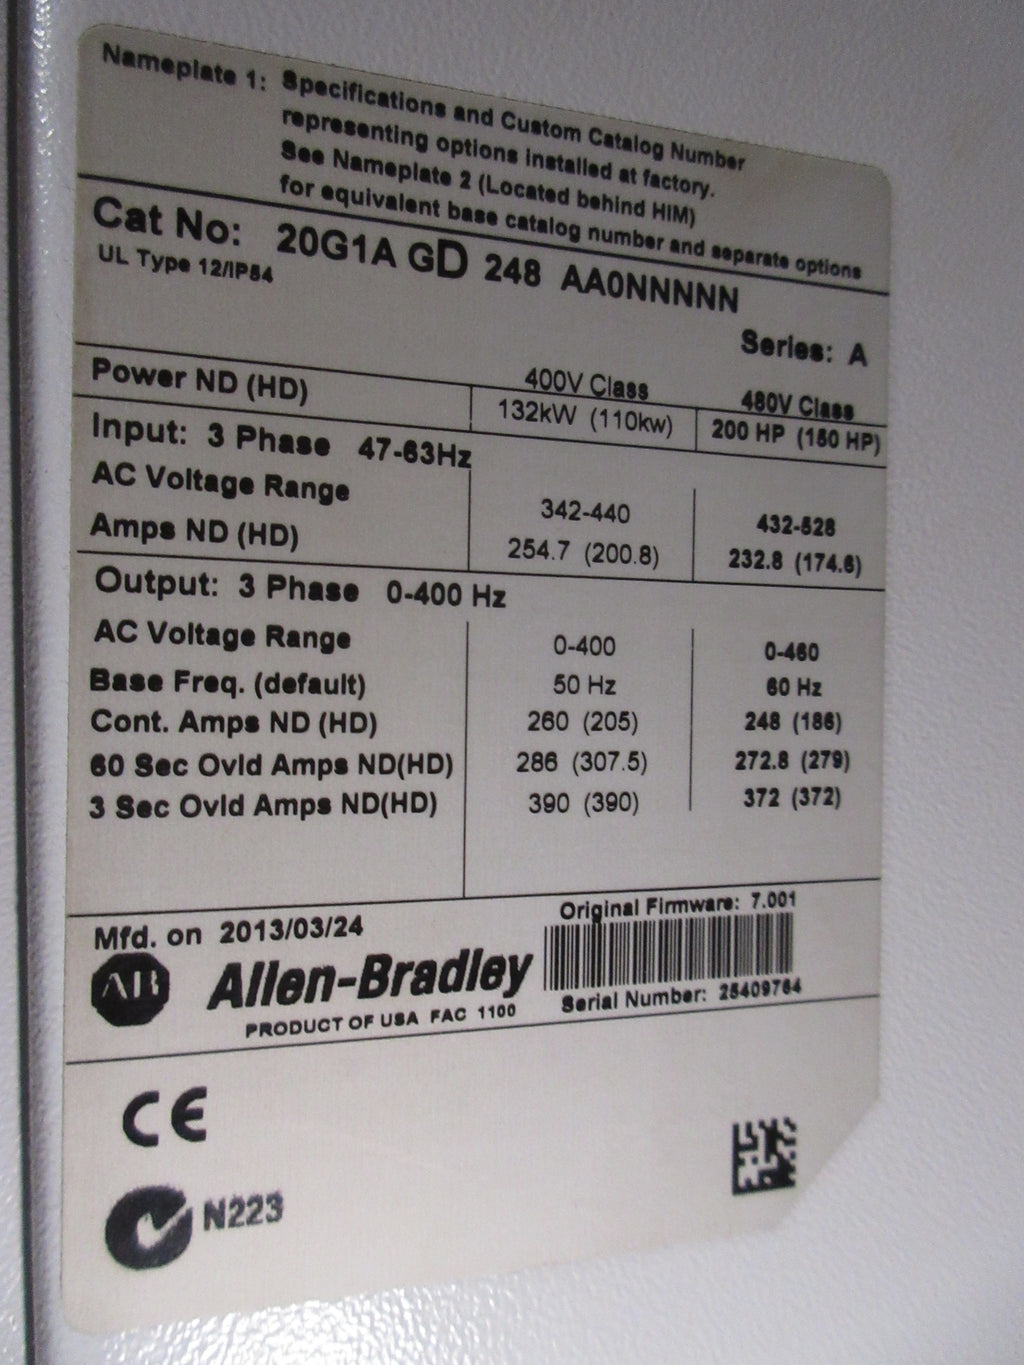 Nameplate 1: Specifications and Custom Catalog Number
representing options installed at factory.
See Nameplate 2 (Located behind HIM)
for equivalent base catalog number and separate options
Cat No: 20G1A GD 248 AA0NNNNN
UL Type 12/IP54
Series: A
400V Class 480V Class
Power ND (HD) 132kW (110kw) 200 HP (150 HP)
Input: 3 Phase 47-63Hz
AC Voltage Range 342-440 432-528
Amps ND (HD) 254.7 (200.8) 232.8 (174.6)
Output: 3 Phase 0-400 Hz
AC Voltage Range 0-400 0-460
Base Freq. (default) 50 Hz 60 Hz
Cont. Amps ND (HD) 260 (205) 248 (186)
60 Sec Ovld Amps ND(HD) 286 (307.5) 272.8 (279)
3 Sec Ovld Amps ND(HD) 390 (390) 372 (372)
Mfd. on 2013/03/24
Original Firmware: 7.001
AB Allen-Bradley
PRODUCT OF USA FAC 1100
Serial Number: 25409764
CE
N223